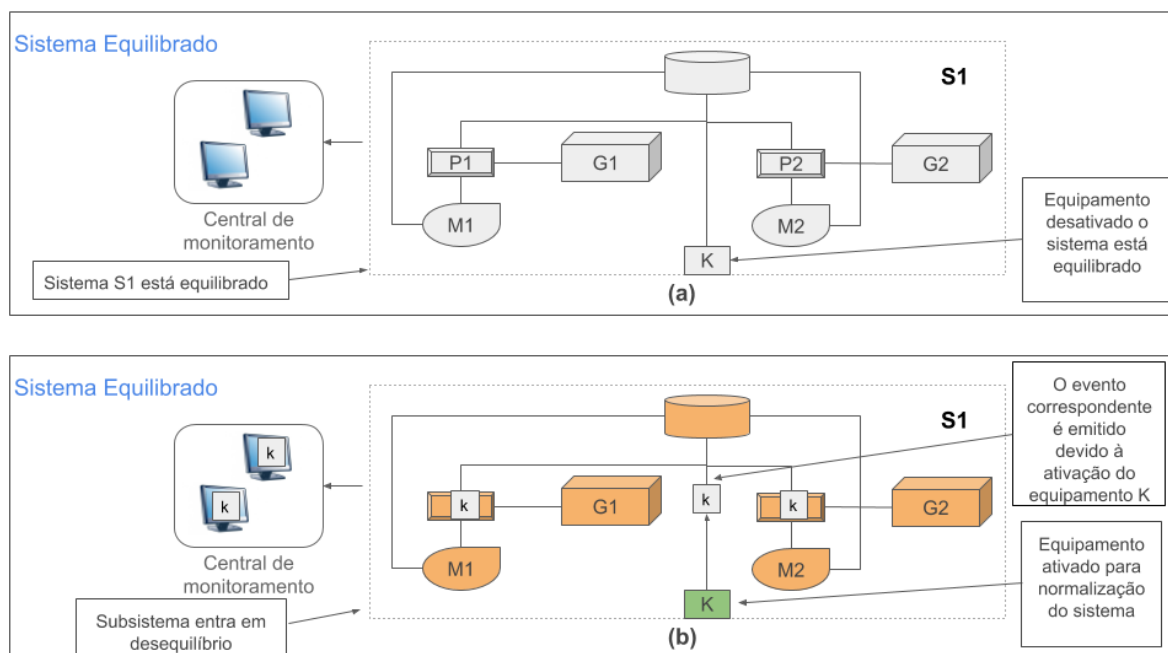 Sistema Equilibrado
S1
P1
G1
P2
G2
M1
M2
Central de
monitoramento
K
Equipamento
desativado o
sistema está
equilibrado
Sistema S1 está equilibrado
(a)
Sistema Equilibrado
O evento
correspondente
é emitido
devido à
ativação do
equipamento K
S1
k
k
k
G1
k
k
G2
M1
M2
Central de
monitoramento
K
Equipamento
ativado para
normalização
do sistema
Subsistema entra em
desequilíbrio
(b)